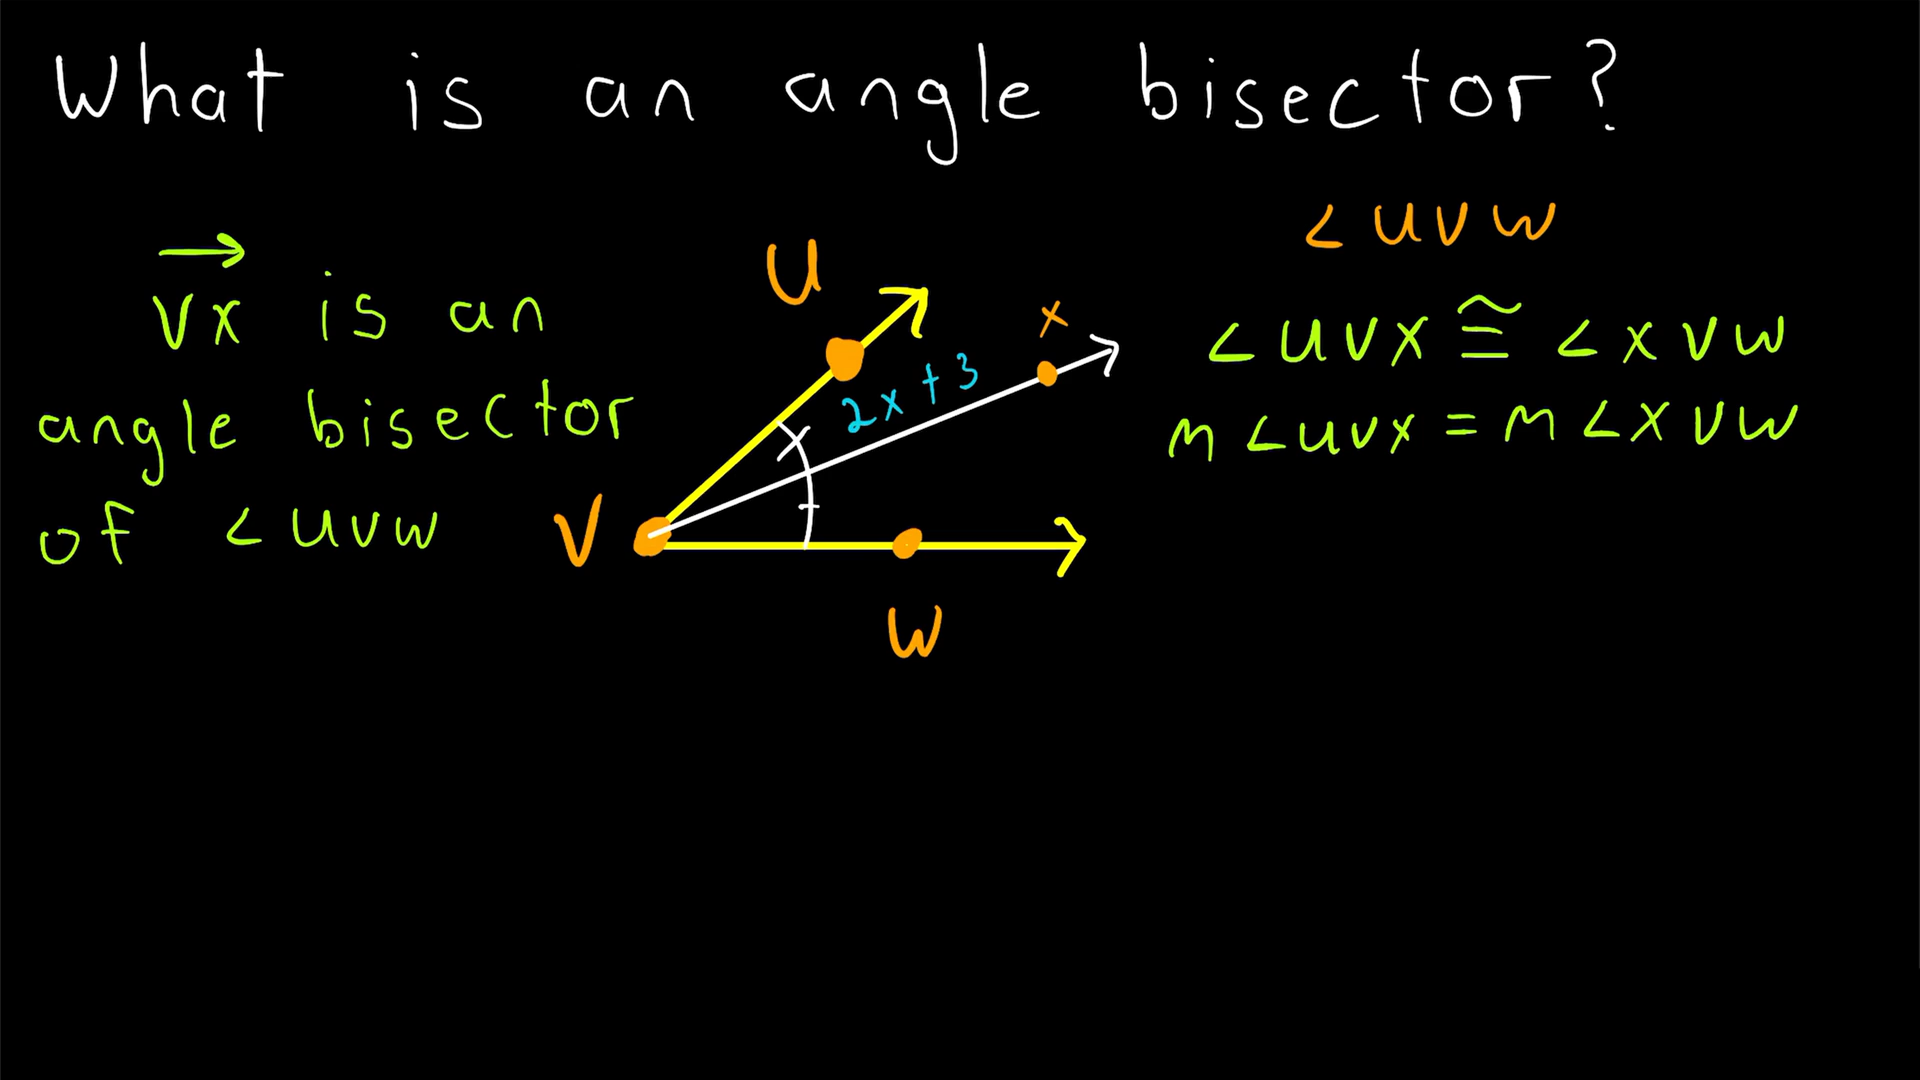 What is an angle bisector?
→
VX is an
angle bisector
of ∠UVW
U
X
2x+3
V
W
∠UVW
∠UVX ≅ ∠XVW
m∠UVX = m∠XVW